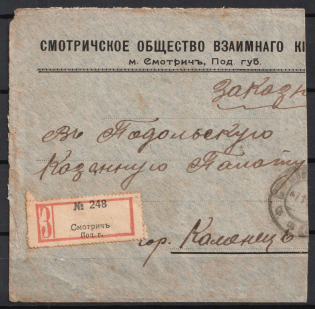 СМОТРИЧСКОЕ ОБЩЕСТВО ВЗАИМНАГО К
м. Смотричъ, Под. губ.
Заказн
Въ Подольскую
Казенную Палату
З
№ 248
Смотричъ
Под. г.
гор. Каменецъ